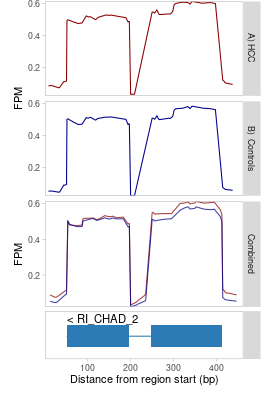 0.6
0.4
0.2
FPM
A) HCC
0.6
0.4
0.2
FPM
B) Controls
0.6
0.4
0.2
FPM
Combined
< RI_CHAD_2
100 200 300 400
Distance from region start (bp)